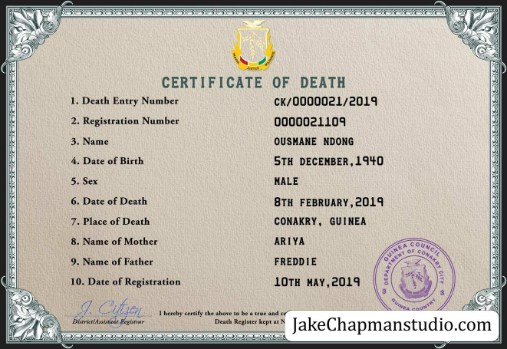 CERTIFICATE OF DEATH
1. Death Entry Number CK/0000021/2019
2. Registration Number 0000021109
3. Name OUSMANE NDONG
4. Date of Birth 5TH DECEMBER,1940
5. Sex MALE
6. Date of Death 8TH FEBRUARY,2019
7. Place of Death CONAKRY, GUINEA
8. Name of Mother ARIYA
9. Name of Father FREDDIE
10. Date of Registration 10TH MAY,2019
GUINEA COUNCIL
DEPARTMENT OF CONAKRY CITY
GUINEA COUNTRY
J. Citizen
District/Assistant Registrar
I hereby certify the above to be a true and
Death Register kept at
JakeChapmanstudio.com